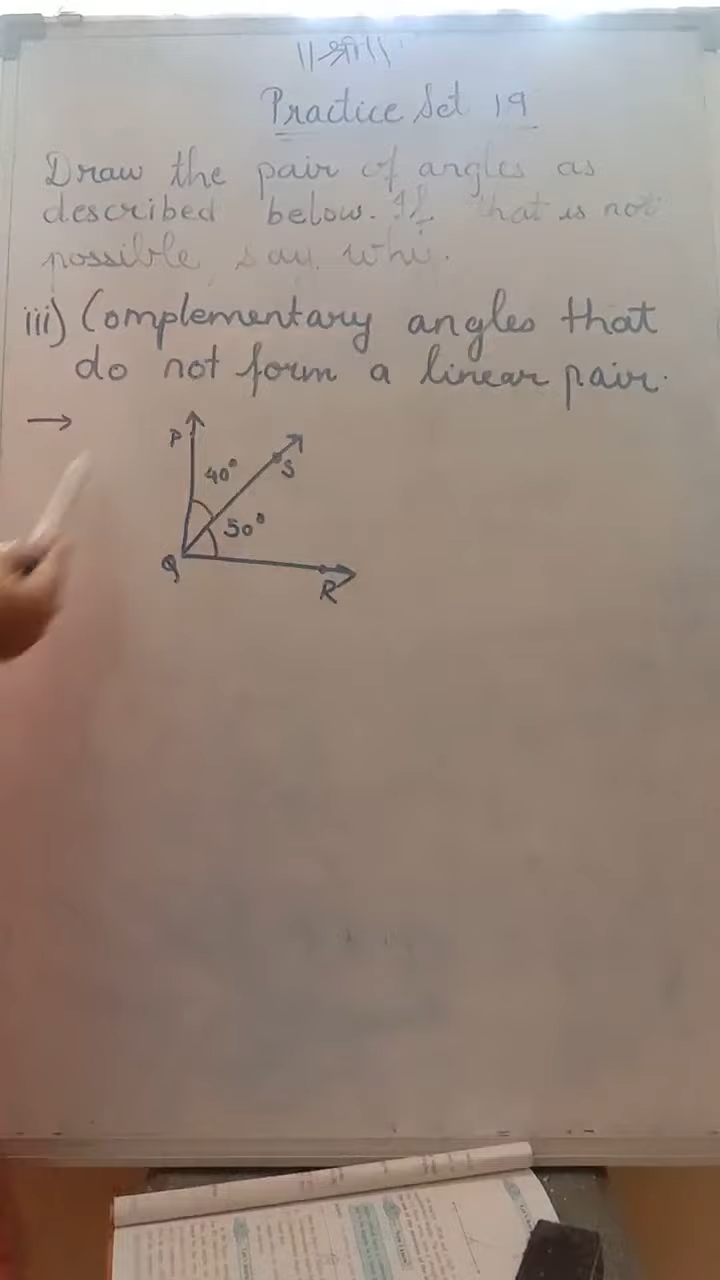 ||श्री||
Practice Set 19
Draw the pair of angles as
described below. If that is not
possible say whi.
iii) Complementary angles that
do not form a linear pair.
→
P
40°
S
50°
Q
R